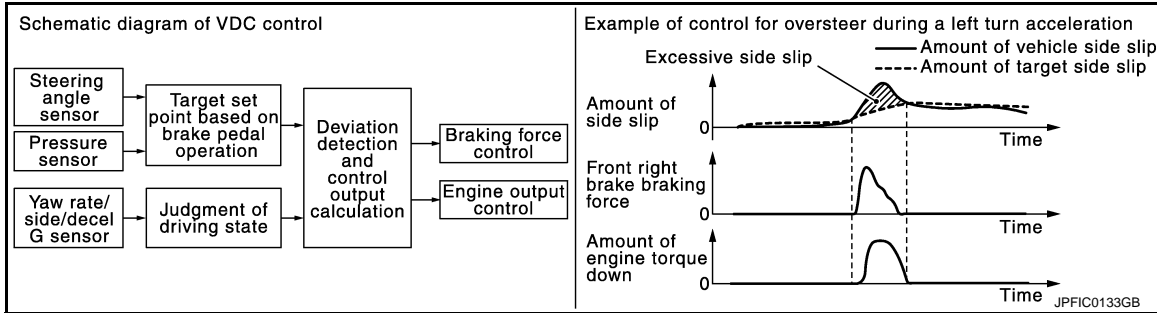 Schematic diagram of VDC control
Steering
angle
sensor
Pressure
sensor
Target set
point based on
brake pedal
operation
Yaw rate/
side/decel
G sensor
Judgment of
driving state
Deviation
detection
and
control
output
calculation
Braking force
control
Engine output
control
Example of control for oversteer during a left turn acceleration
Excessive side slip
Amount of vehicle side slip
Amount of target side slip
Amount of
side slip
0
Time
Front right
brake braking
force
0
Time
Amount of
engine torque
down
0
Time
JPFIC0133GB